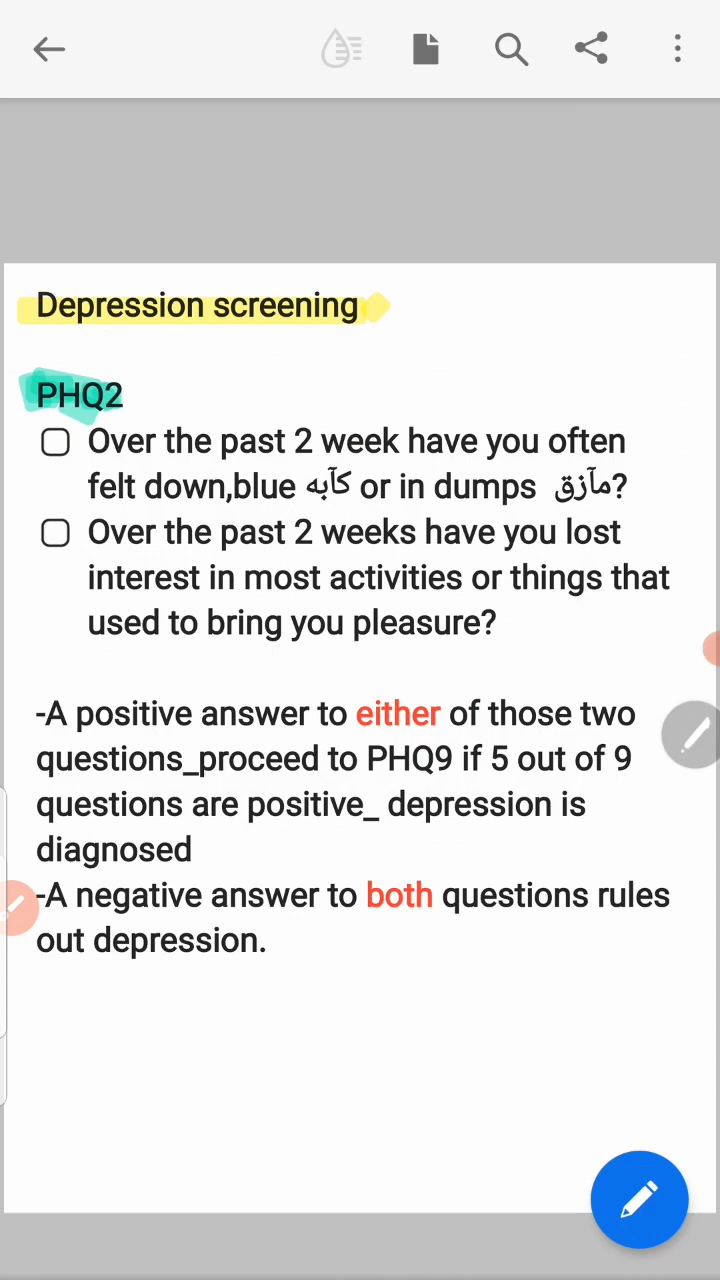 Depression screening
PHQ2
Over the past 2 week have you often
felt down,blue كآبه or in dumps مآزق?
Over the past 2 weeks have you lost
interest in most activities or things that
used to bring you pleasure?
-A positive answer to either of those two
questions_proceed to PHQ9 if 5 out of 9
questions are positive_ depression is
diagnosed
-A negative answer to both questions rules
out depression.